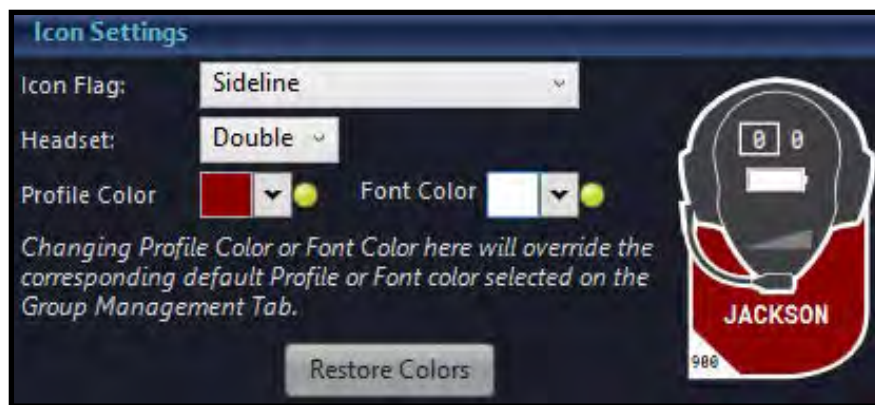 Icon Settings
Icon Flag: Sideline
Headset: Double
Profile Color Font Color
Changing Profile Color or Font Color here will override the
corresponding default Profile or Font color selected on the
Group Management Tab.
Restore Colors
0 0
JACKSON
900